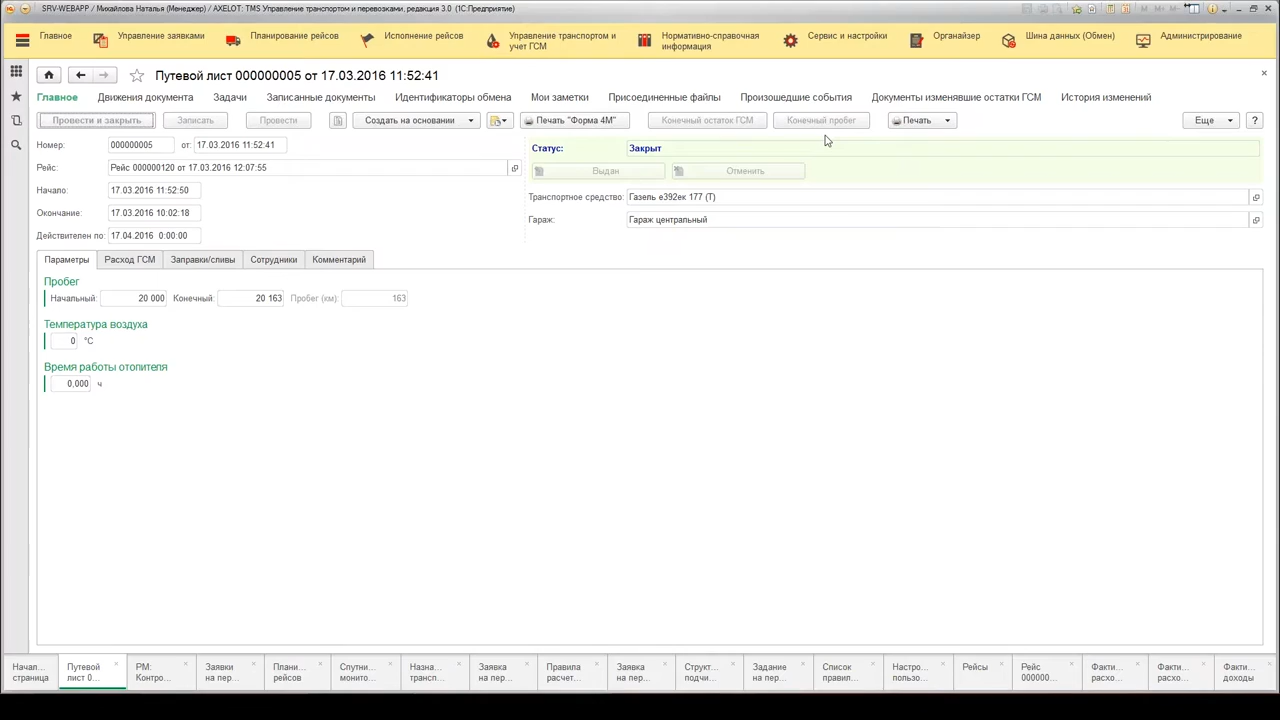 SRV-WEBAPP / Михайлова Наталья (Менеджер) / AXELOT: TMS Управление транспортом и перевозками, редакция 3.0 (1С:Предприятие)
Главное
Управление заявками
Планирование рейсов
Исполнение рейсов
Управление транспортом и учет ГСМ
Нормативно-справочная информация
Сервис и настройки
Органайзер
Шина данных (Обмен)
Администрирование
Путевой лист 000000005 от 17.03.2016 11:52:41
Главное Движения документа Задачи Записанные документы Идентификаторы обмена Мои заметки Присоединенные файлы Произошедшие события Документы изменявшие остатки ГСМ История изменений
Провести и закрыть Записать Провести Создать на основании Печать "Форма 4М" Конечный остаток ГСМ Конечный пробег Печать Еще ?
Номер: 000000005 от: 17.03.2016 11:52:41
Статус: Закрыт
Рейс: Рейс 000000120 от 17.03.2016 12:07:55
Выдан Отменить
Начало: 17.03.2016 11:52:50
Транспортное средство: Газель е392ек 177 (Т)
Окончание: 17.03.2016 10:02:18
Гараж: Гараж центральный
Действителен по: 17.04.2016 0:00:00
Параметры Расход ГСМ Заправки/сливы Сотрудники Комментарий
Пробег
Начальный: 20 000 Конечный: 20 163 Пробег (км): 163
Температура воздуха
0 °C
Время работы отопителя
0,000 ч
Начал... страница
Путевой лист 0...
РМ: Контро...
Заявки на пер...
Плани... рейсов
Спутни... монито...
Назна... трансп...
Заявка на пер...
Правила расчет...
Заявка на пер...
Структ... подчи...
Задание на пер...
Список правил...
Настро... пользо...
Рейсы
Рейс 000000...
Факти... расхо...
Факти... расхо...
Факти... доходы